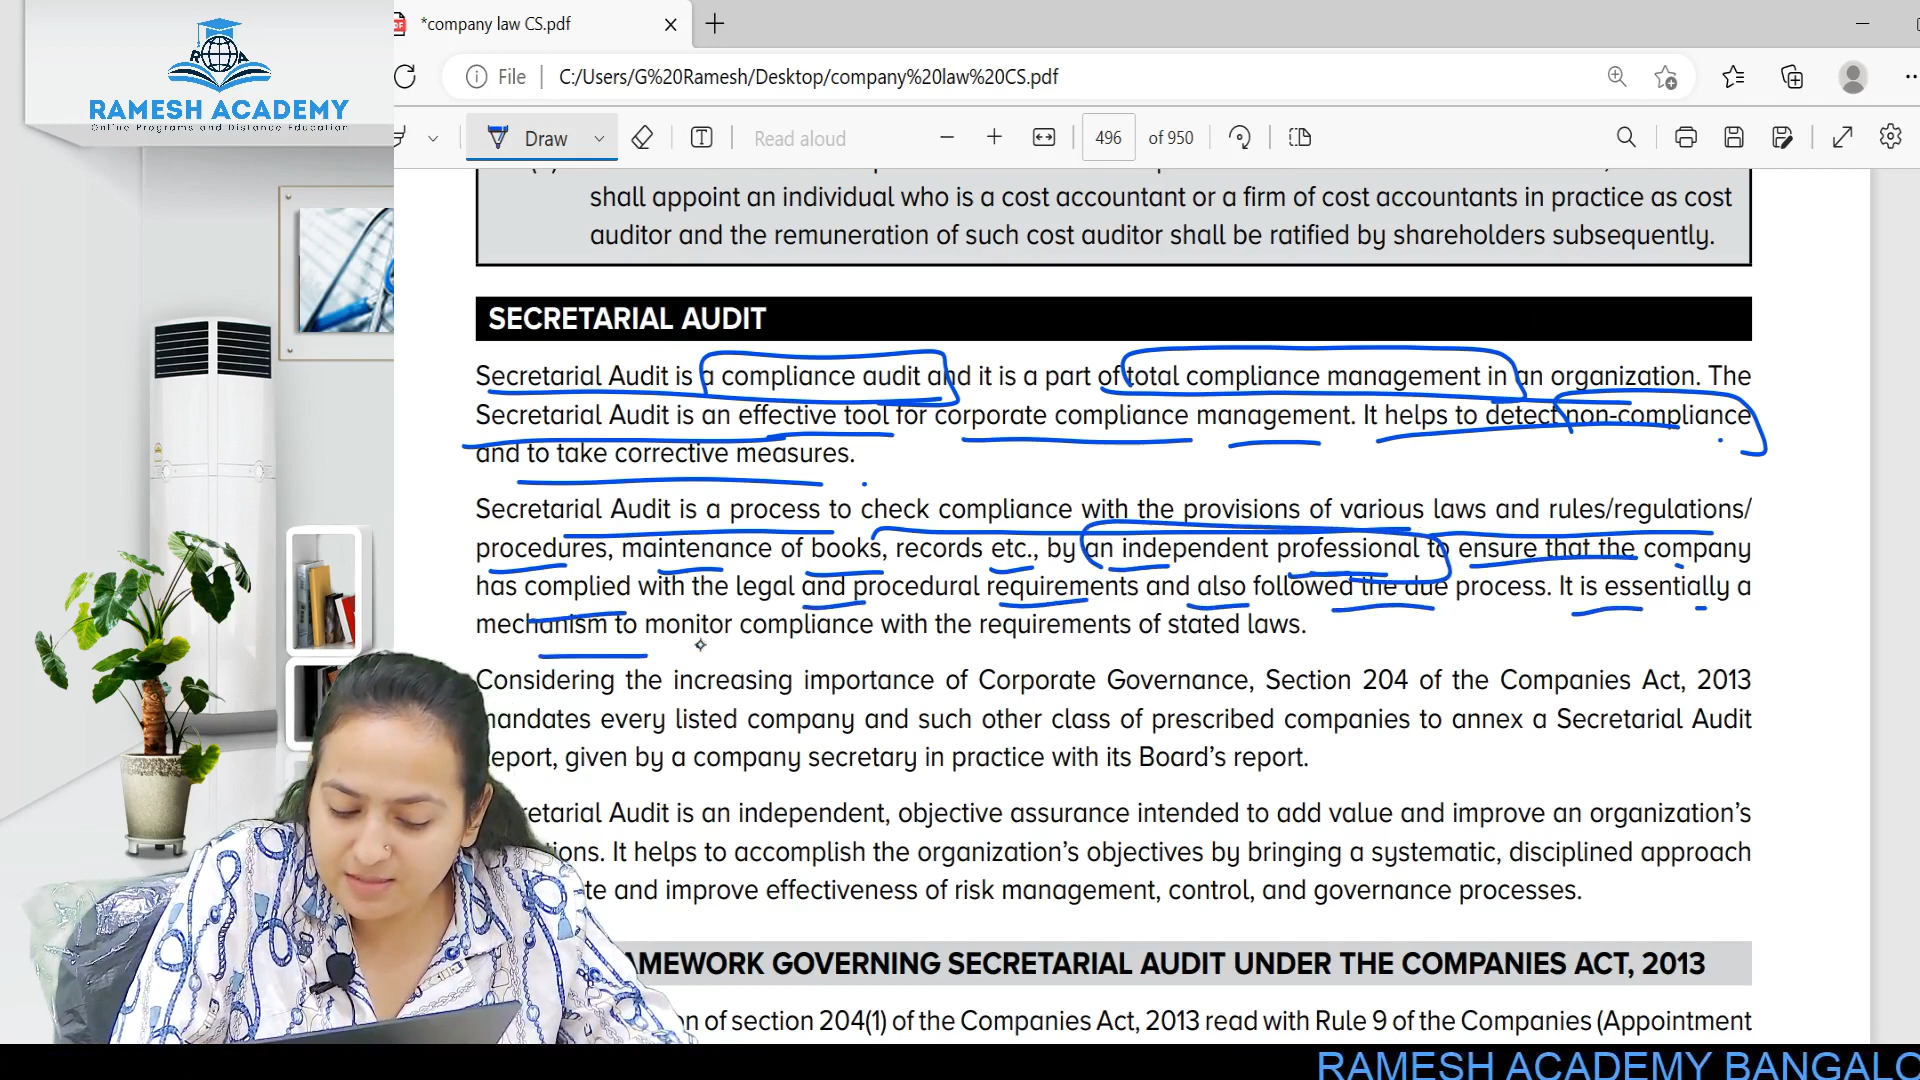 RAMESH ACADEMY
Online Programs and Distance Education
*company law CS.pdf
File C:/Users/G%20Ramesh/Desktop/company%20law%20CS.pdf
Draw Read aloud 496 of 950
shall appoint an individual who is a cost accountant or a firm of cost accountants in practice as cost
auditor and the remuneration of such cost auditor shall be ratified by shareholders subsequently.
SECRETARIAL AUDIT
Secretarial Audit is a compliance audit and it is a part of total compliance management in an organization. The
Secretarial Audit is an effective tool for corporate compliance management. It helps to detect non-compliance
and to take corrective measures.
Secretarial Audit is a process to check compliance with the provisions of various laws and rules/regulations/
procedures, maintenance of books, records etc., by an independent professional to ensure that the company
has complied with the legal and procedural requirements and also followed the due process. It is essentially a
mechanism to monitor compliance with the requirements of stated laws.
Considering the increasing importance of Corporate Governance, Section 204 of the Companies Act, 2013
mandates every listed company and such other class of prescribed companies to annex a Secretarial Audit
eport, given by a company secretary in practice with its Board's report.
retarial Audit is an independent, objective assurance intended to add value and improve an organization's
tions. It helps to accomplish the organization's objectives by bringing a systematic, disciplined approach
te and improve effectiveness of risk management, control, and governance processes.
AMEWORK GOVERNING SECRETARIAL AUDIT UNDER THE COMPANIES ACT, 2013
on of section 204(1) of the Companies Act, 2013 read with Rule 9 of the Companies (Appointment
RAMESH ACADEMY BANGALO